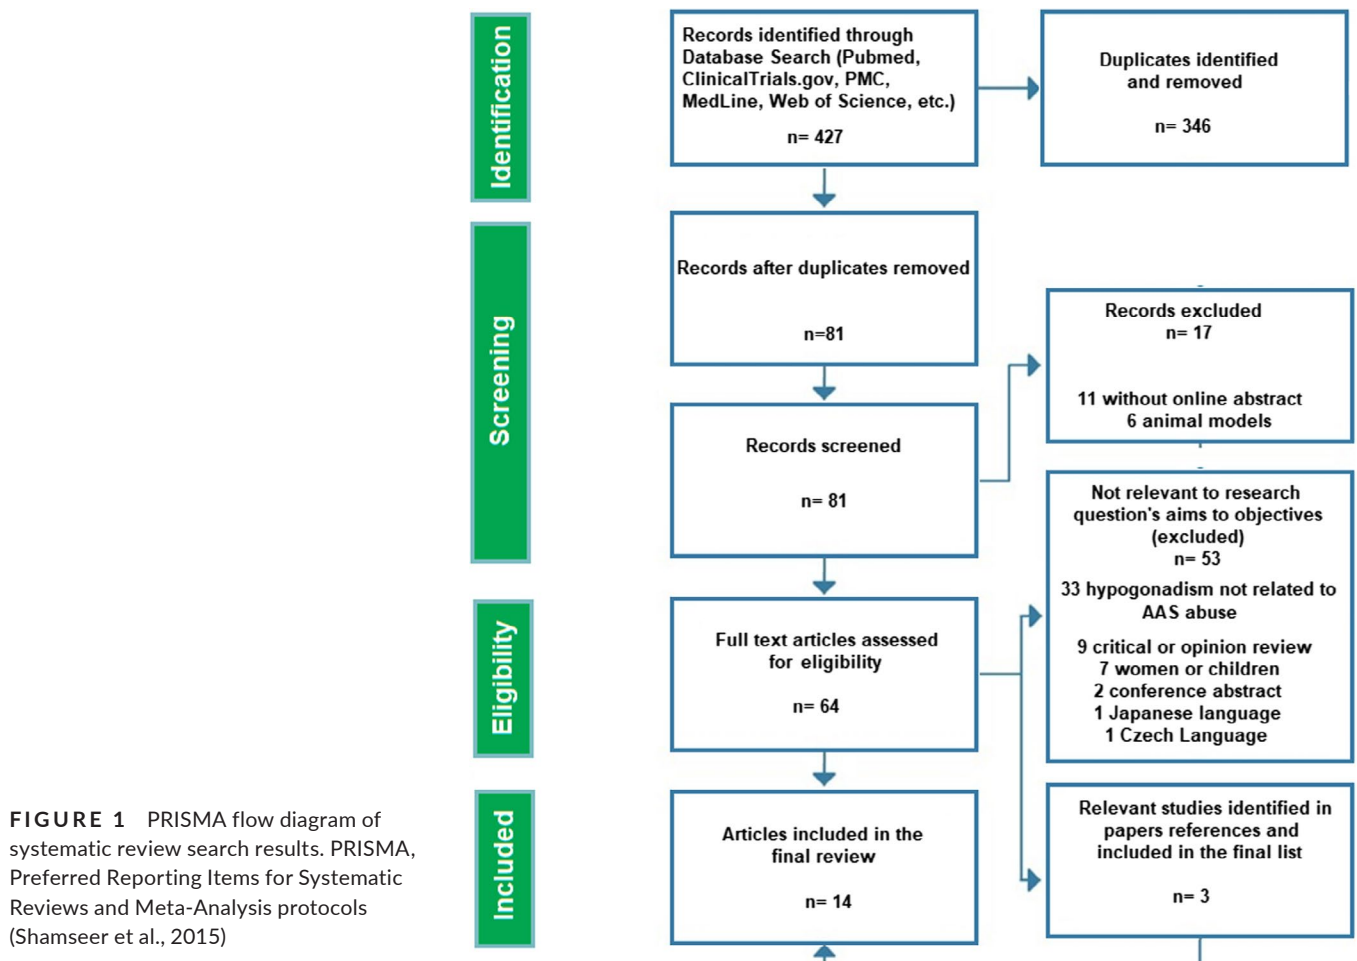 Identification
Records identified through
Database Search (Pubmed,
ClinicalTrials.gov, PMC,
MedLine, Web of Science, etc.)
n= 427
Duplicates identified
and removed
n= 346
Screening
Records after duplicates removed
n=81
Records screened
n= 81
Records excluded
n= 17
11 without online abstract
6 animal models
Eligibility
Full text articles assessed
for eligibility
n= 64
Not relevant to research
question's aims to objectives
(excluded)
n= 53
33 hypogonadism not related to
AAS abuse
9 critical or opinion review
7 women or children
2 conference abstract
1 Japanese language
1 Czech Language
Included
Articles included in the
final review
n= 14
Relevant studies identified in
papers references and
included in the final list
n= 3
FIGURE 1 PRISMA flow diagram of
systematic review search results. PRISMA,
Preferred Reporting Items for Systematic
Reviews and Meta-Analysis protocols
(Shamseer et al., 2015)